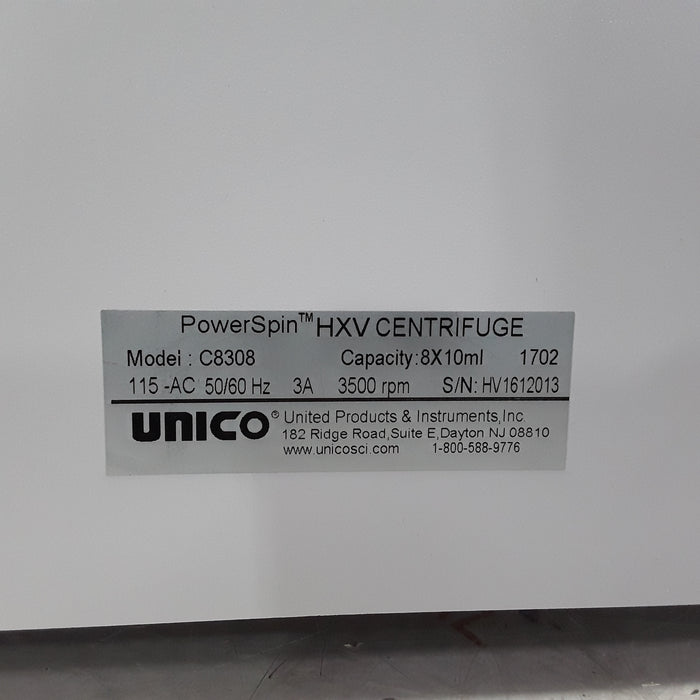 PowerSpin™ HXV CENTRIFUGE
Model : C8308 Capacity:8X10ml 1702
115 -AC 50/60 Hz 3A 3500 rpm S/N: HV1612013
UNICO® United Products & Instruments,Inc.
182 Ridge Road,Suite E,Dayton NJ 08810
www.unicosci.com 1-800-588-9776